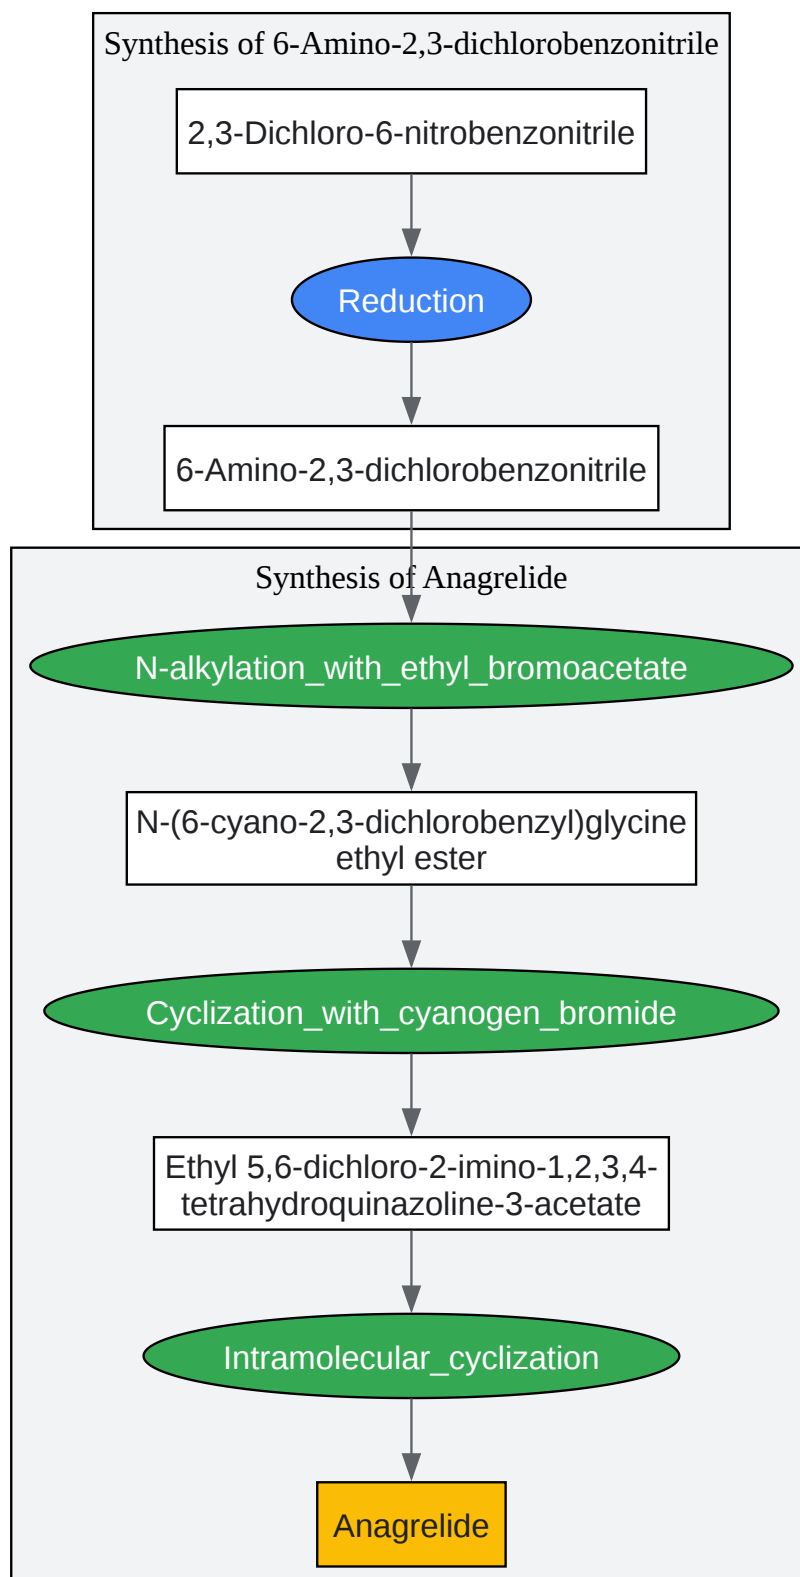 Synthesis of 6-Amino-2,3-dichlorobenzonitrile
2,3-Dichloro-6-nitrobenzonitrile
Reduction
6-Amino-2,3-dichlorobenzonitrile
Synthesis of Anagrelide
N-alkylation_with_ethyl_bromoacetate
N-(6-cyano-2,3-dichlorobenzyl)glycine
ethyl ester
Cyclization_with_cyanogen_bromide
Ethyl 5,6-dichloro-2-imino-1,2,3,4-
tetrahydroquinazoline-3-acetate
Intramolecular_cyclization
Anagrelide